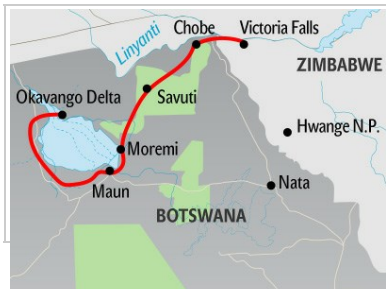 Chobe
Victoria Falls
Linyanti
ZIMBABWE
Okavango Delta
Savuti
Hwange N.P.
Moremi
Maun
Nata
BOTSWANA